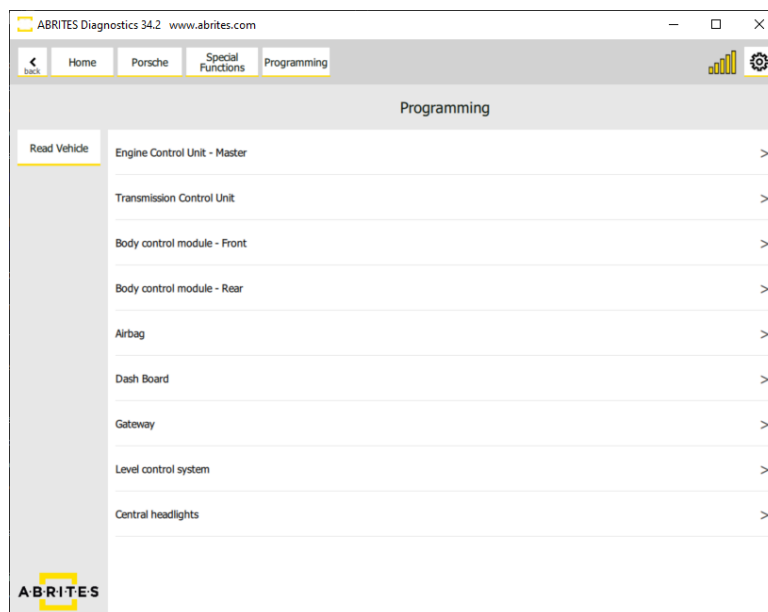 ABRITES Diagnostics 34.2 www.abrites.com
back
Home
Porsche
Special
Functions
Programming
Programming
Read Vehicle
Engine Control Unit - Master
Transmission Control Unit
Body control module - Front
Body control module - Rear
Airbag
Dash Board
Gateway
Level control system
Central headlights
A·B·R·I·T·E·S